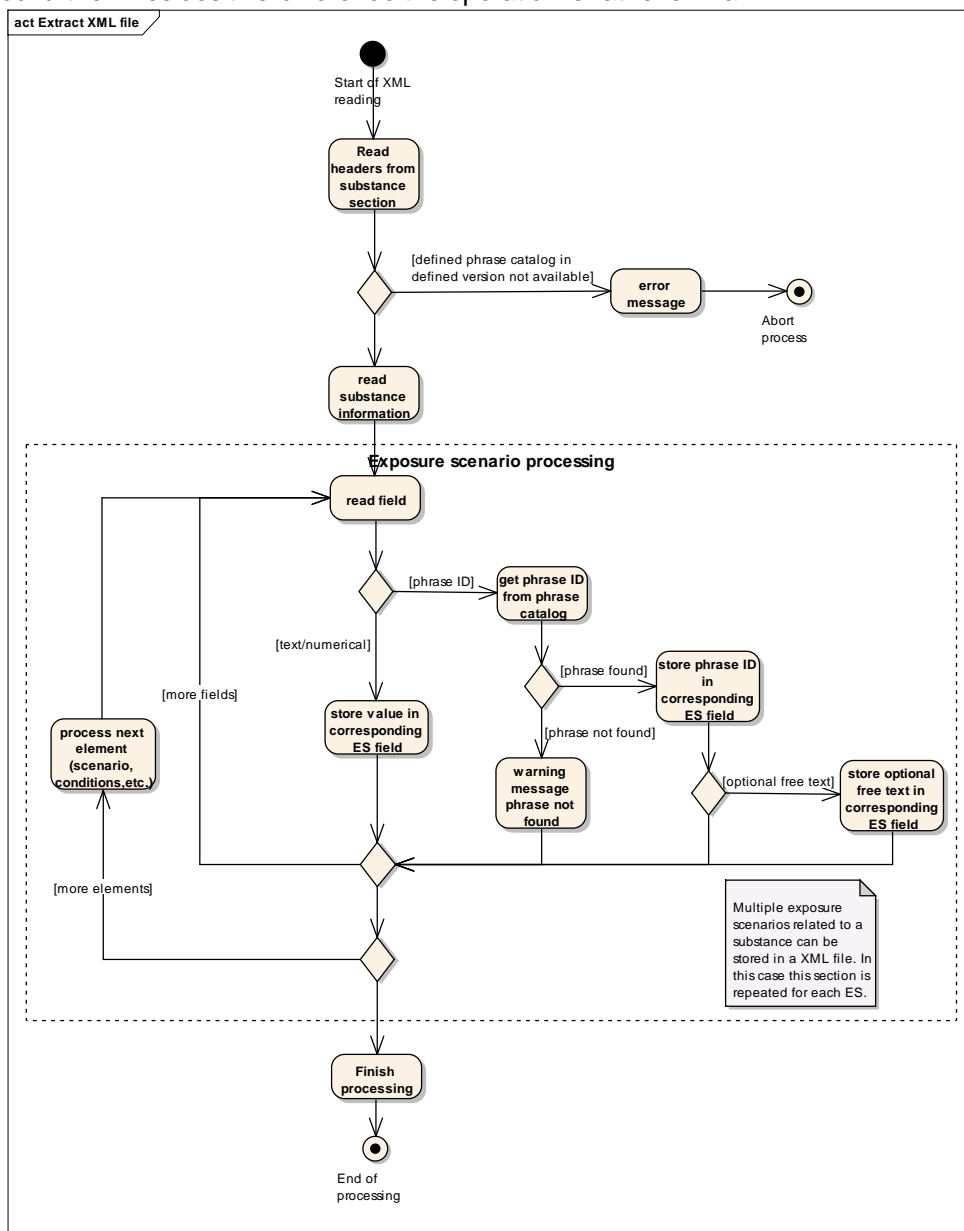 act Extract XML file
Start of XML
reading
Read
headers from
substance
section
[defined phrase catalog in
defined version not available]
error
message
Abort
process
read
substance
information
Exposure scenario processing
read field
[phrase ID]
get phrase ID
from phrase
catalog
[text/numerical]
[phrase found]
store phrase ID
in
corresponding
ES field
[more fields]
store value in
corresponding
ES field
[phrase not found]
process next
element
(scenario,
conditions,etc.)
warning
message
phrase not
found
[optional free text]
store optional
free text in
corresponding
ES field
[more elements]
Multiple exposure
scenarios related to a
substance can be
stored in a XML file. In
this case this section is
repeated for each ES.
Finish
processing
End of
processing